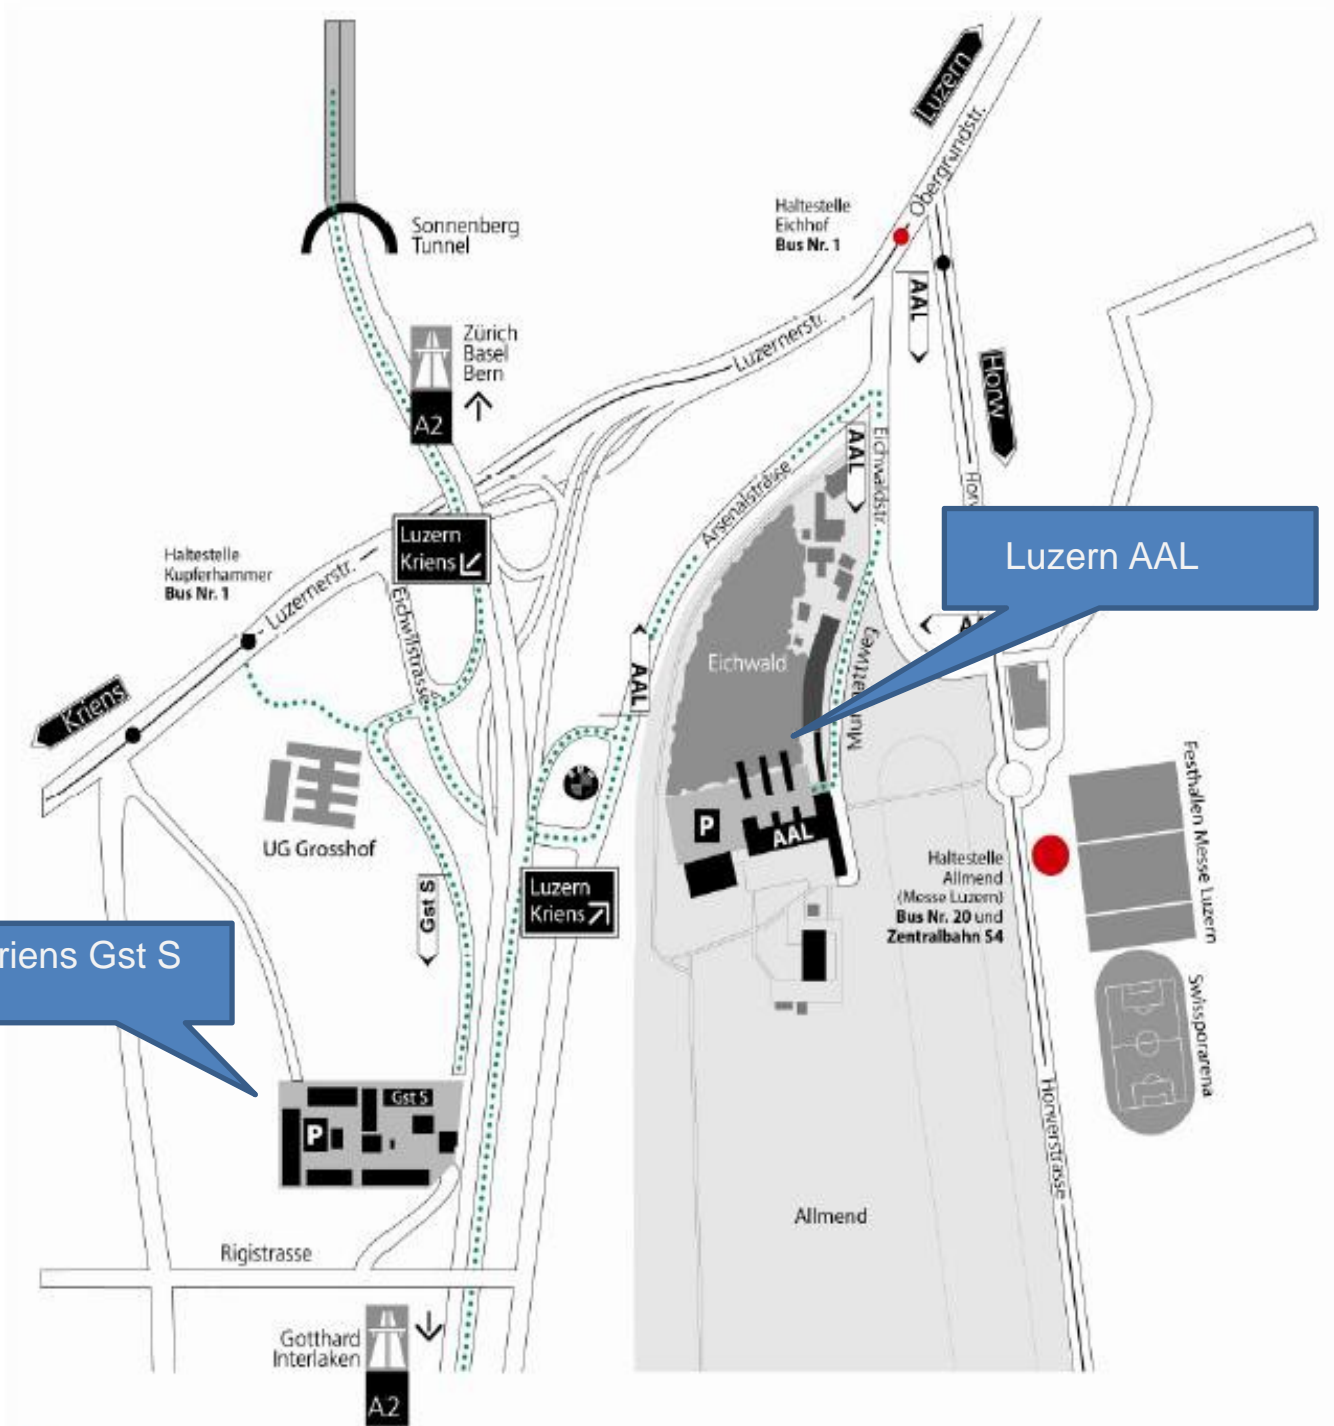 Luzern
Obergrundstr.
Haltestelle
Eichhof
Bus Nr. 1
Sonnenberg
Tunnel
AAL
Zürich
Basel
Bern
A2
Luzernerstr.
Horw
AAL
Eichwaldstr.
Arsenalstrasse
Luzern
Kriens
Haltestelle
Kupferhammer
Bus Nr. 1
Luzernerstr.
Eichwilstrasse
Luzern AAL
AAL
Eichwald
Kriens
UG Grosshof
P
AAL
Festhallen Messe Luzern
Haltestelle
Allmend
(Messe Luzern)
Bus Nr. 20 und
Zentralbahn S4
Luzern
Kriens
Gst S
riens Gst S
Swissporarena
Gst S
P
Horwerstrasse
Allmend
Rigistrasse
Gotthard
Interlaken
A2